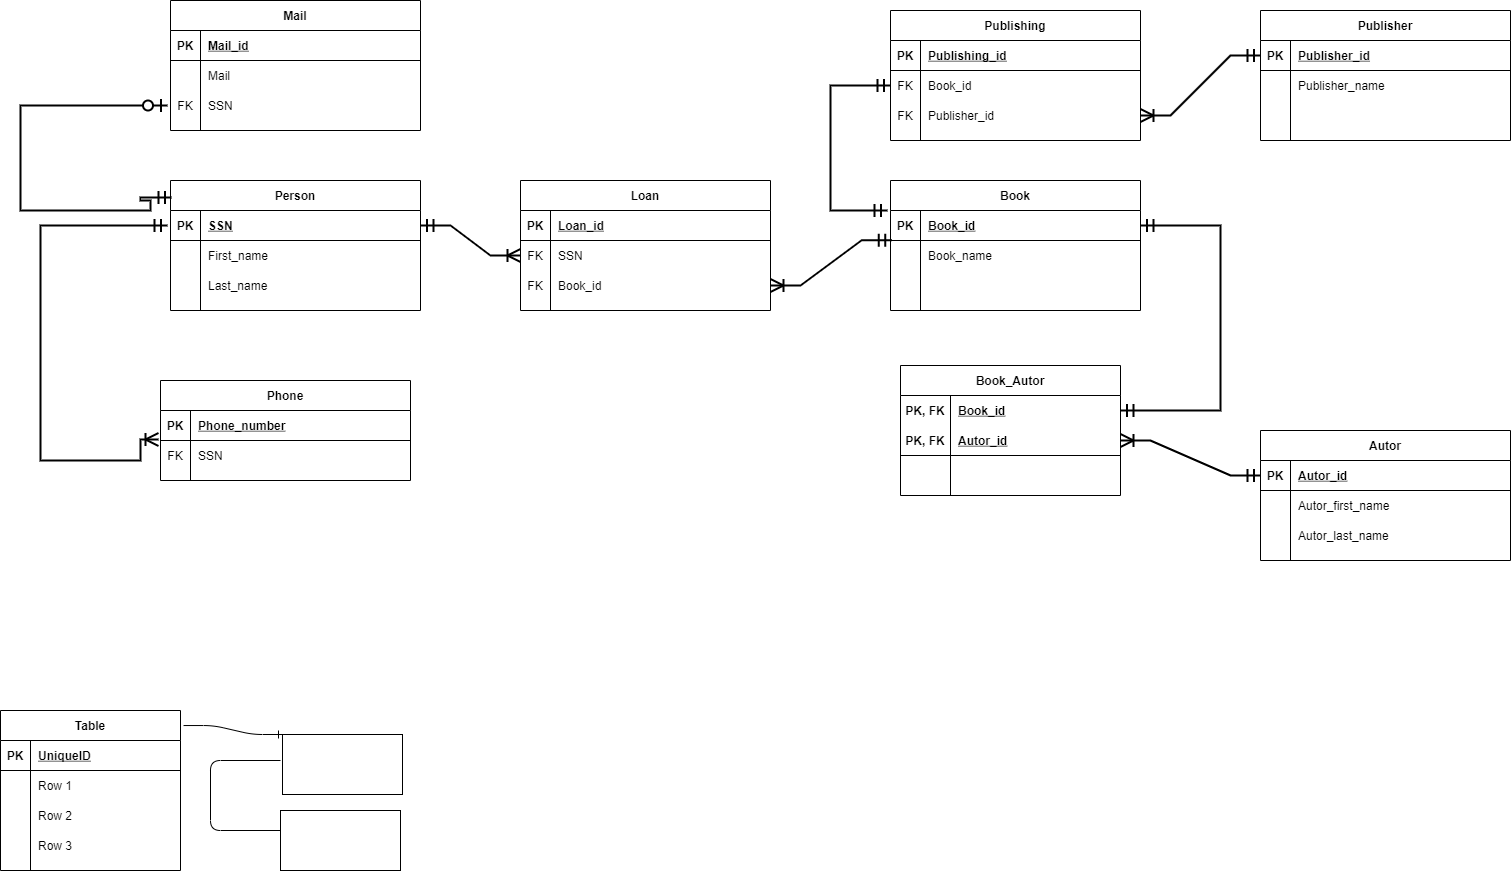 Mail
PK Mail_id
Mail
FK SSN
Publishing
PK Publishing_id
FK Book_id
FK Publisher_id
Publisher
PK Publisher_id
Publisher_name
Person
PK SSN
First_name
Last_name
Loan
PK Loan_id
FK SSN
FK Book_id
Book
PK Book_id
Book_name
Phone
PK Phone_number
FK SSN
Book_Autor
PK, FK Book_id
PK, FK Autor_id
Autor
PK Autor_id
Autor_first_name
Autor_last_name
Table
PK UniqueID
Row 1
Row 2
Row 3